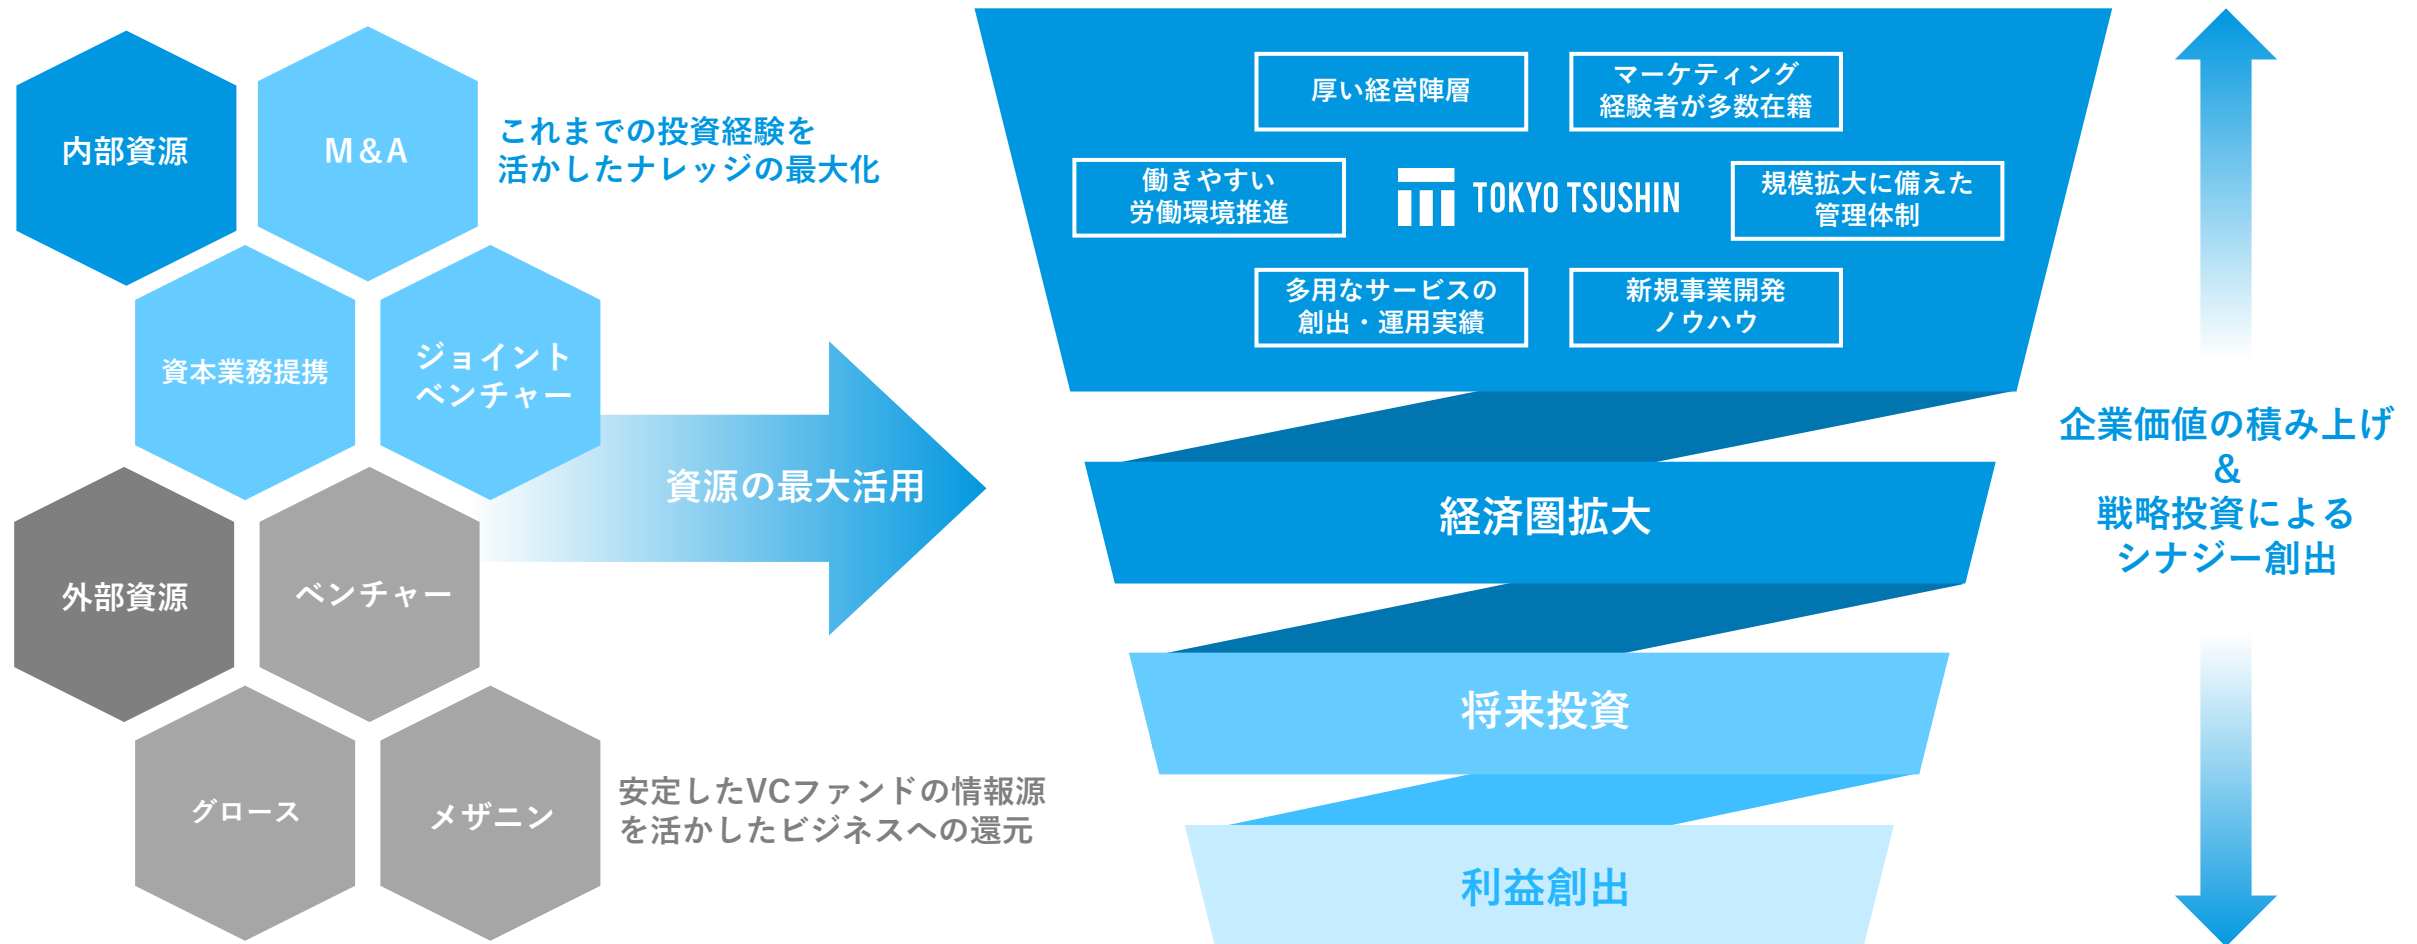 内部資源
M&A
これまでの投資経験を
活かしたナレッジの最大化
資本業務提携
ジョイント
ベンチャー
外部資源
ベンチャー
グロース
メザニン
安定したVCファンドの情報源
を活かしたビジネスへの還元
資源の最大活用
厚い経営陣層
マーケティング
経験者が多数在籍
働きやすい
労働環境推進
TOKYO TSUSHIN
規模拡大に備えた
管理体制
多用なサービスの
創出・運用実績
新規事業開発
ノウハウ
経済圏拡大
将来投資
利益創出
企業価値の積み上げ
&
戦略投資による
シナジー創出